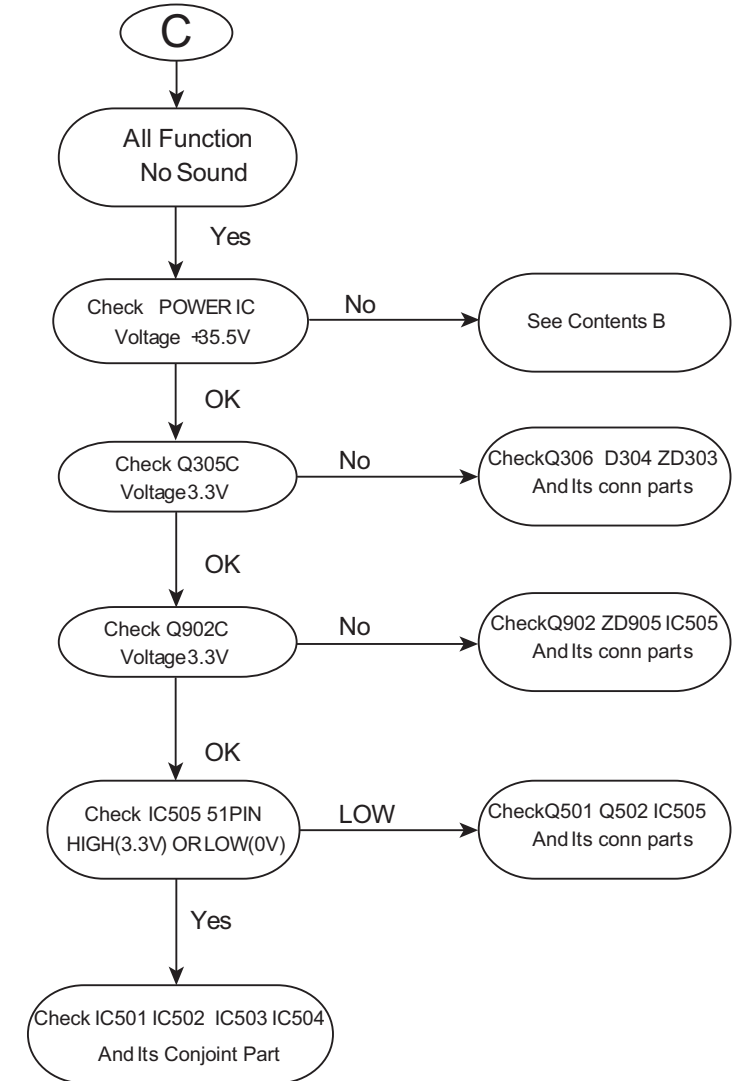 C
All Function
No Sound
Yes
Check POWER IC
Voltage +35.5V
No
See Contents B
OK
Check Q305C
Voltage3.3V
No
CheckQ306 D304 ZD303
And Its conn parts
OK
Check Q902C
Voltage3.3V
No
CheckQ902 ZD905 IC505
And Its conn parts
OK
Check IC505 51PIN
HIGH(3.3V) OR LOW(0V)
LOW
CheckQ501 Q502 IC505
And Its conn parts
Yes
Check IC501 IC502 IC503 IC504
And Its Conjoint Part